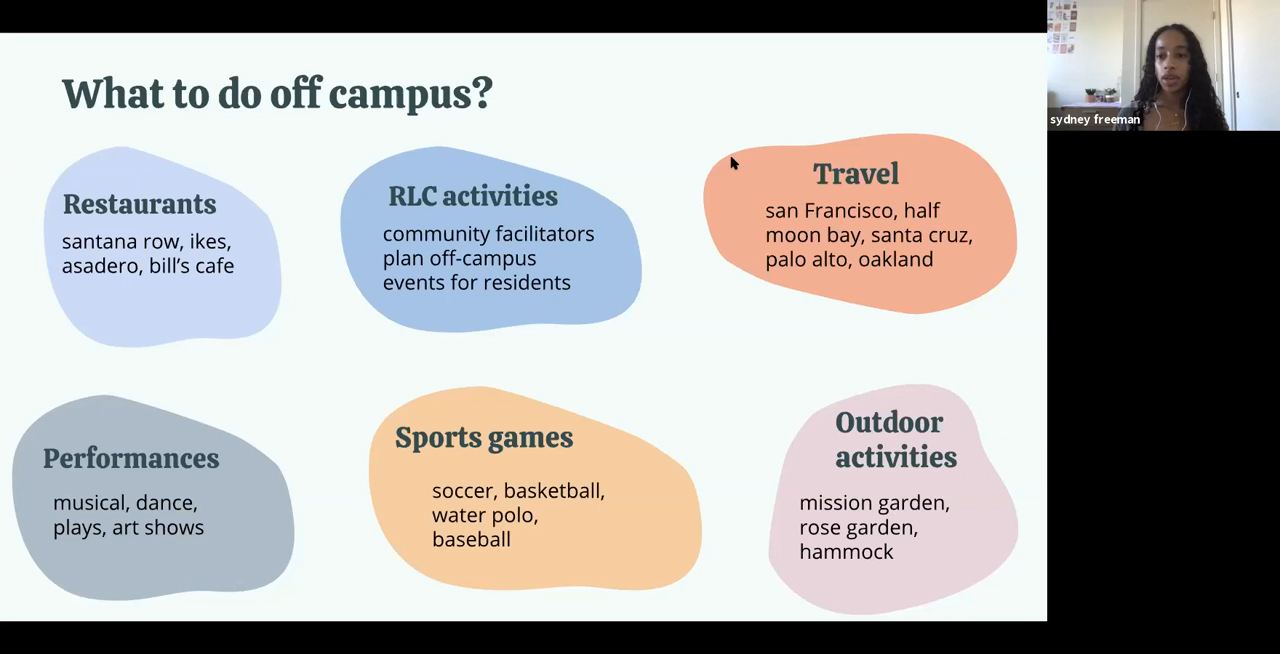 What to do off campus?
Restaurants
santana row, ikes,
asadero, bill's cafe
RLC activities
community facilitators
plan off-campus
events for residents
Travel
san Francisco, half
moon bay, santa cruz,
palo alto, oakland
Performances
musical, dance,
plays, art shows
Sports games
soccer, basketball,
water polo,
baseball
Outdoor
activities
mission garden,
rose garden,
hammock
sydney freeman